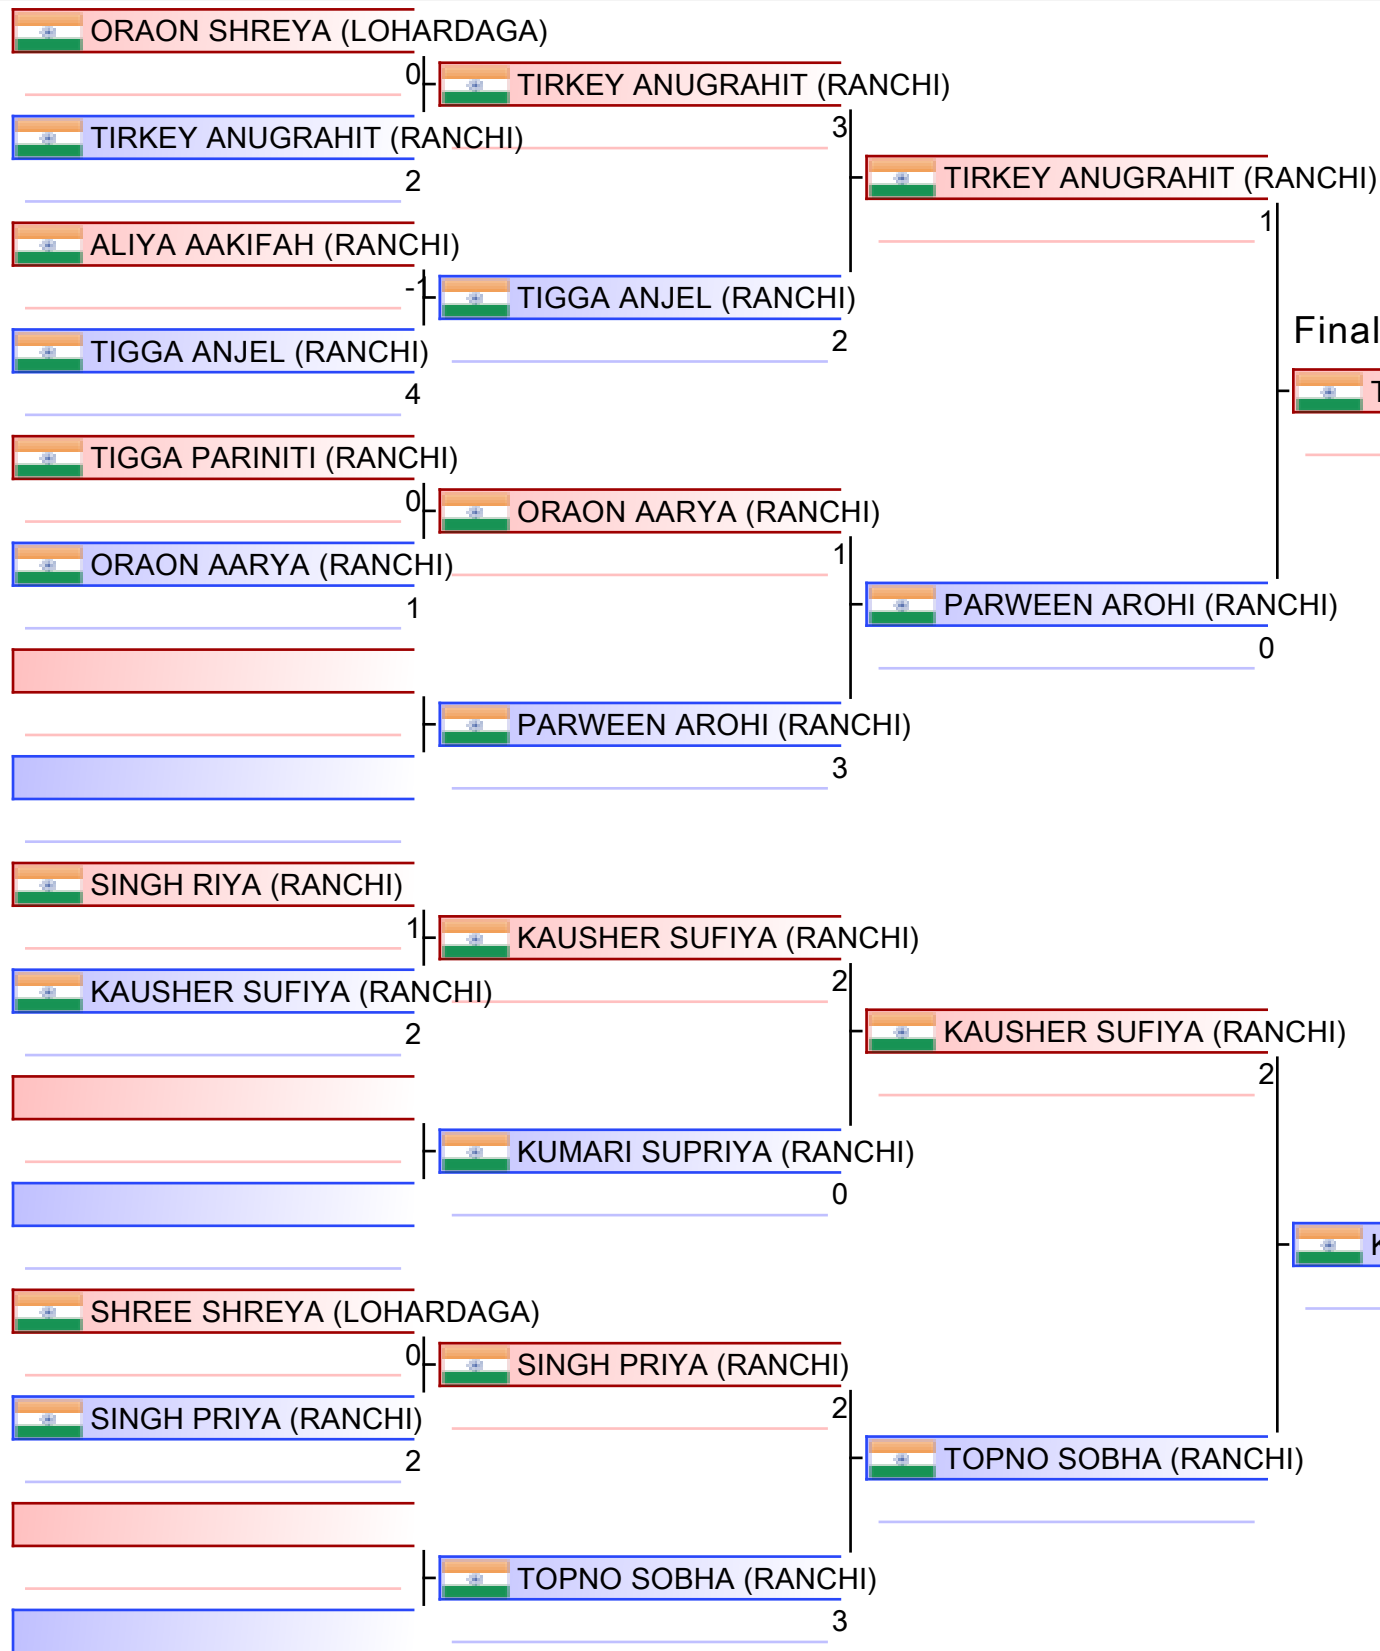 ORAON SHREYA (LOHARDAGA)
0
TIRKEY ANUGRAHIT (RANCHI)
2
ALIYA AAKIFAH (RANCHI)
-1
TIGGA ANJEL (RANCHI)
4
TIGGA PARINITI (RANCHI)
0
ORAON AARYA (RANCHI)
1
SINGH RIYA (RANCHI)
1
KAUSHER SUFIYA (RANCHI)
2
SHREE SHREYA (LOHARDAGA)
0
SINGH PRIYA (RANCHI)
2
TIRKEY ANUGRAHIT (RANCHI)
3
TIGGA ANJEL (RANCHI)
2
ORAON AARYA (RANCHI)
1
PARWEEN AROHI (RANCHI)
3
KAUSHER SUFIYA (RANCHI)
2
KUMARI SUPRIYA (RANCHI)
0
SINGH PRIYA (RANCHI)
2
TOPNO SOBHA (RANCHI)
3
TIRKEY ANUGRAHIT (RANCHI)
1
PARWEEN AROHI (RANCHI)
0
KAUSHER SUFIYA (RANCHI)
2
TOPNO SOBHA (RANCHI)
Final